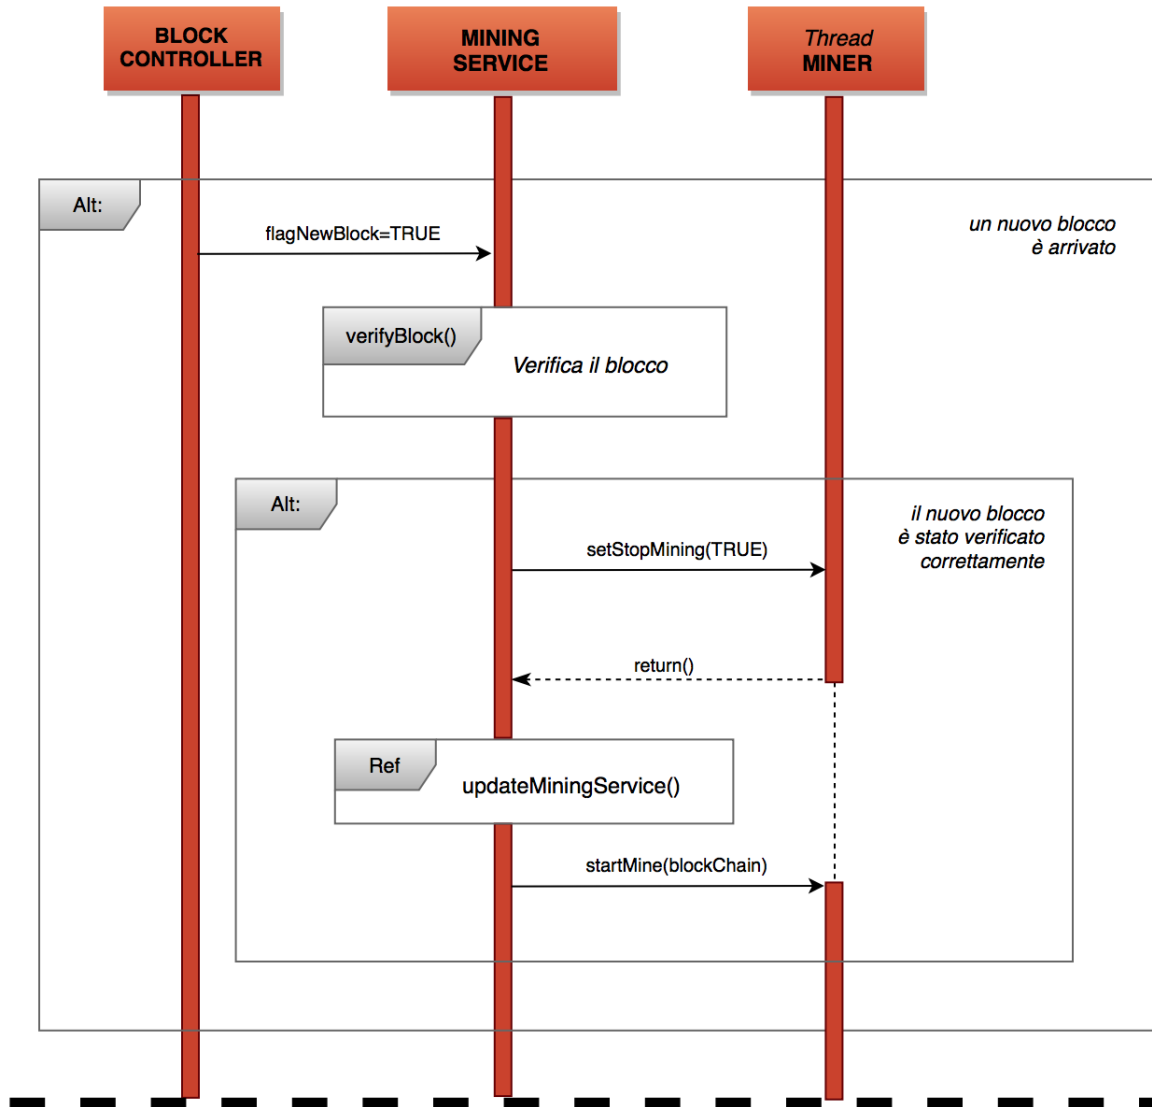 BLOCK
CONTROLLER
MINING
SERVICE
Thread
MINER
Alt:
un nuovo blocco
è arrivato
flagNewBlock=TRUE
verifyBlock()
Verifica il blocco
Alt:
il nuovo blocco
è stato verificato
correttamente
setStopMining(TRUE)
return()
Ref
updateMiningService()
startMine(blockChain)